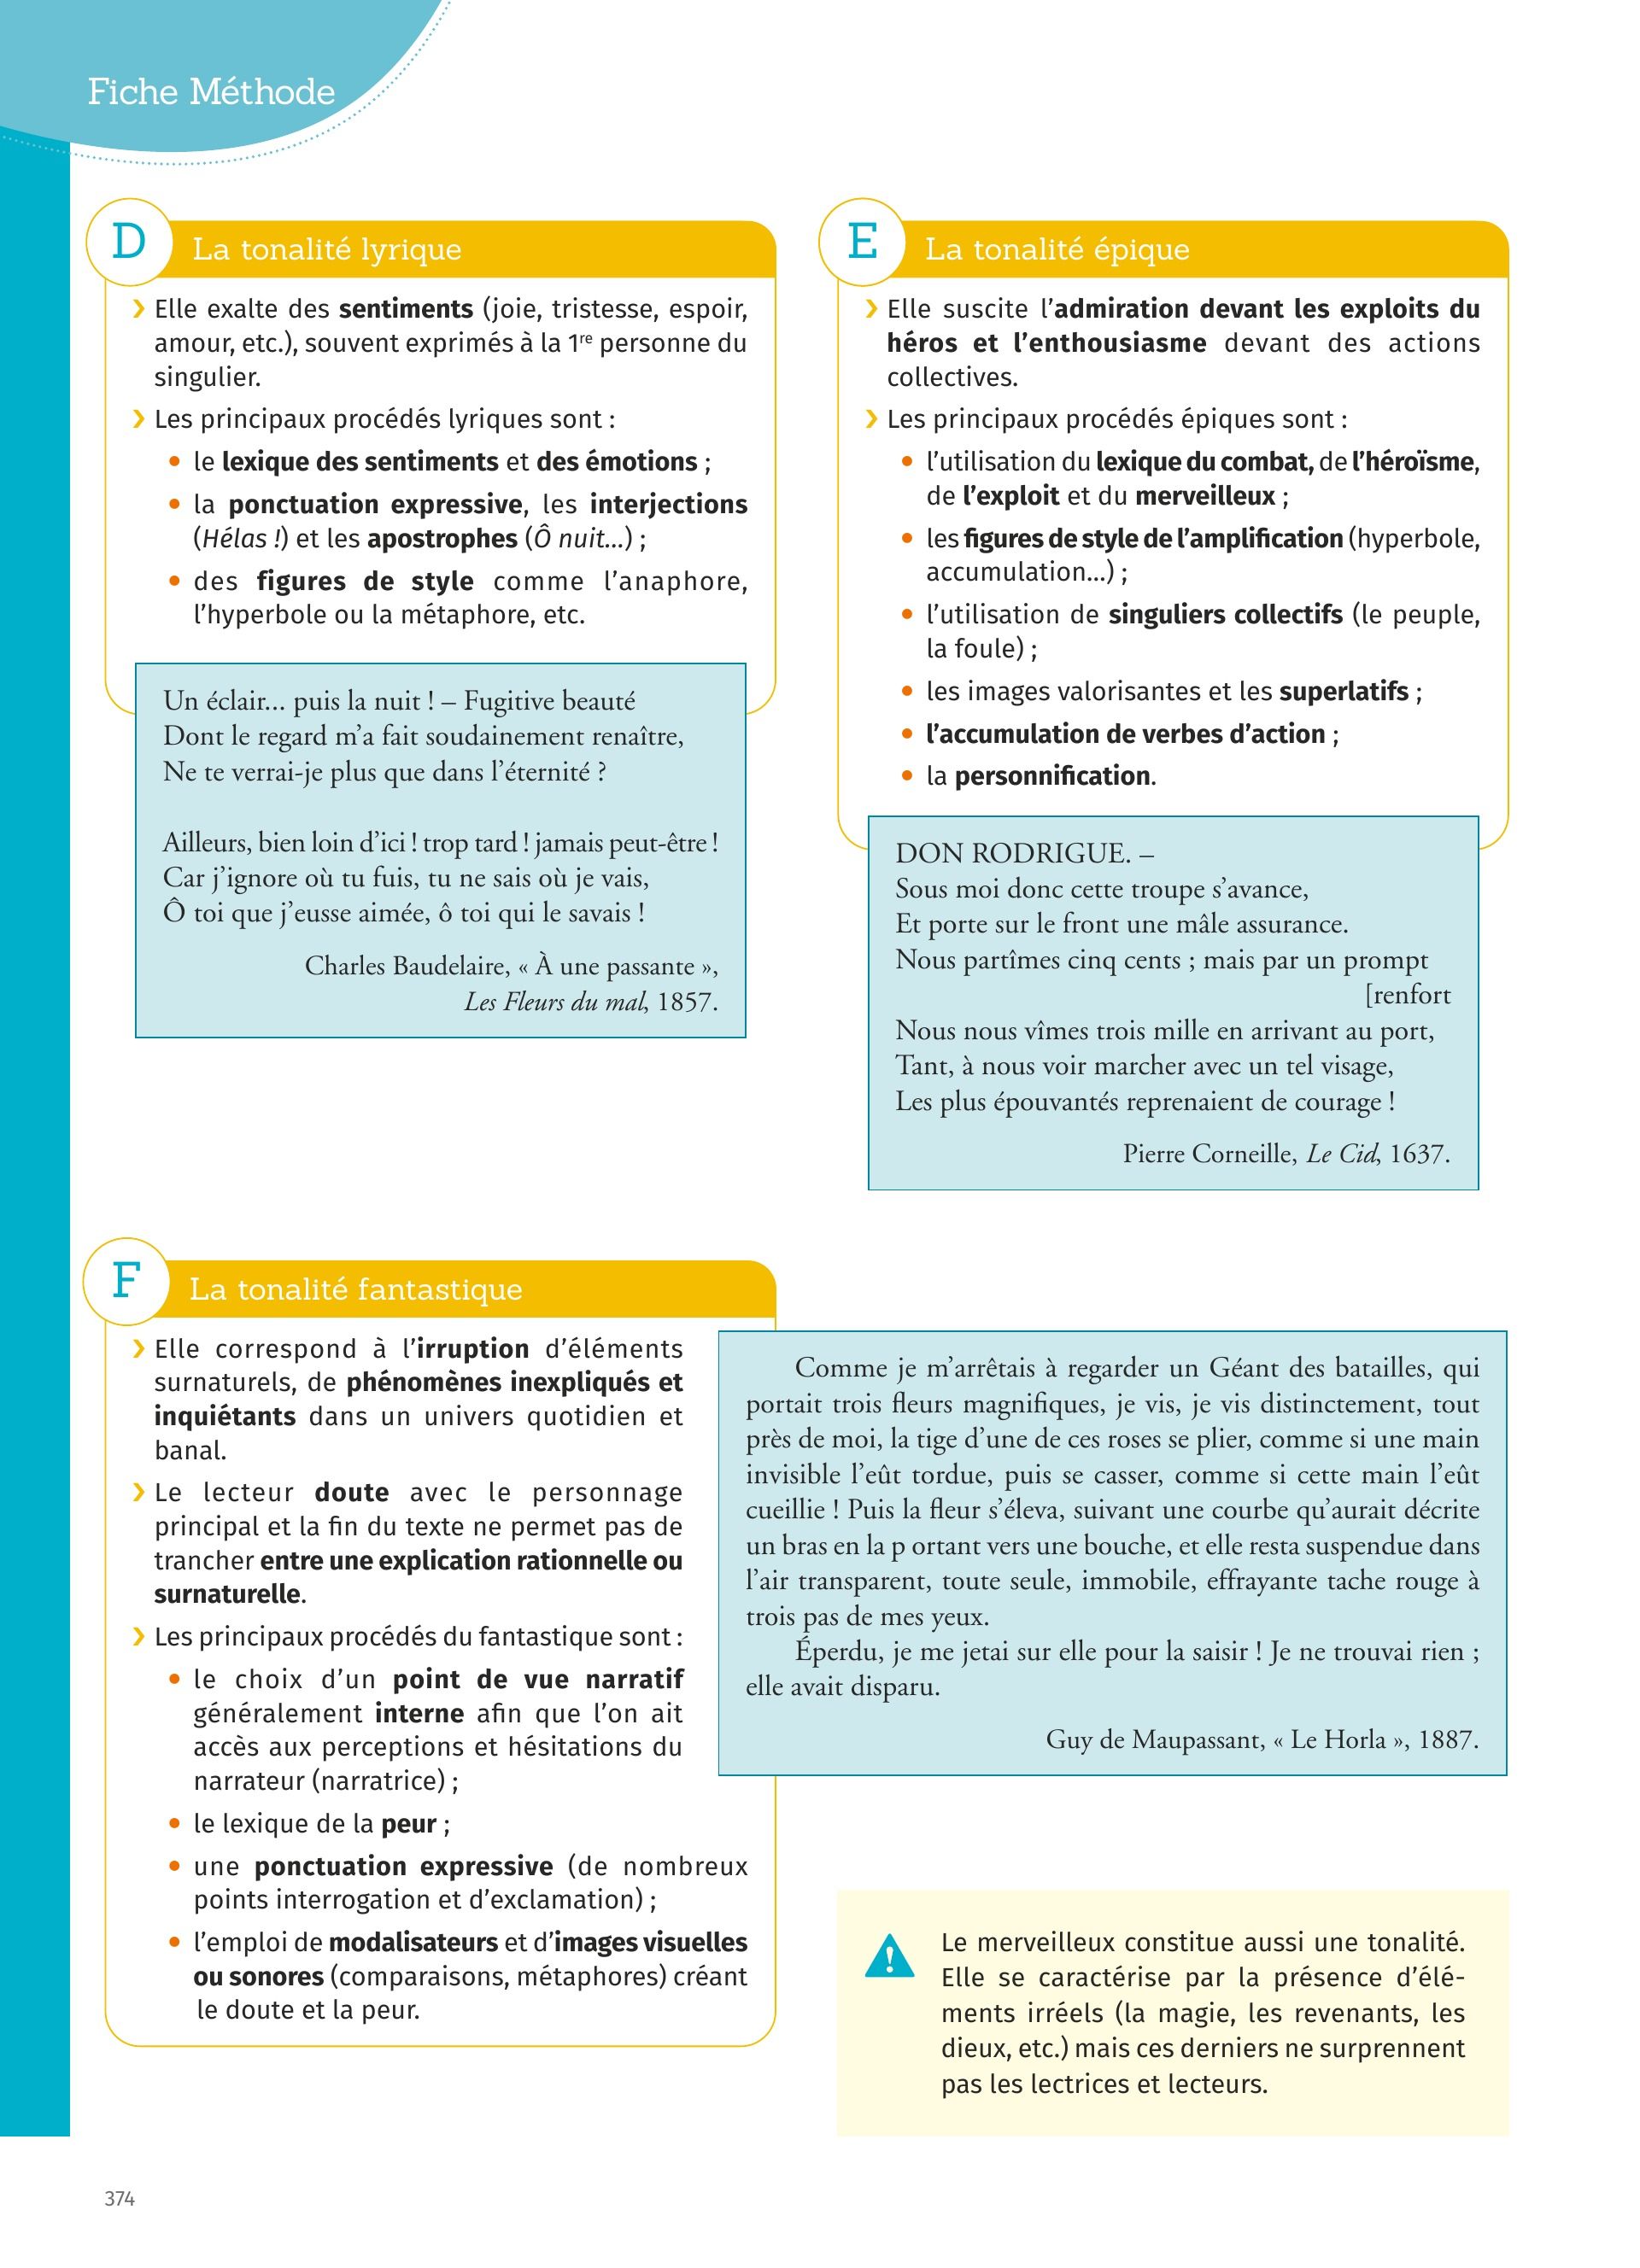 Fiche Méthode
D
La tonalité lyrique
› Elle exalte des sentiments (joie, tristesse, espoir,
amour, etc.), souvent exprimés à la 1re personne du
singulier.
› Les principaux procédés lyriques sont :
• le lexique des sentiments et des émotions ;
• la ponctuation expressive, les interjections
(Hélas !) et les apostrophes (Ô nuit…) ;
• des figures de style comme l’anaphore,
l’hyperbole ou la métaphore, etc.
Un éclair... puis la nuit ! – Fugitive beauté
Dont le regard m’a fait soudainement renaître,
Ne te verrai-je plus que dans l’éternité ?
Ailleurs, bien loin d’ici ! trop tard ! jamais peut-être !
Car j’ignore où tu fuis, tu ne sais où je vais,
Ô toi que j’eusse aimée, ô toi qui le savais !
Charles Baudelaire, « À une passante »,
Les Fleurs du mal, 1857.
E
La tonalité épique
› Elle suscite l’admiration devant les exploits du
héros et l’enthousiasme devant des actions
collectives.
› Les principaux procédés épiques sont :
• l’utilisation du lexique du combat, de l’héroïsme,
de l’exploit et du merveilleux ;
• les figures de style de l’amplification (hyperbole,
accumulation…) ;
• l’utilisation de singuliers collectifs (le peuple,
la foule) ;
• les images valorisantes et les superlatifs ;
• l’accumulation de verbes d’action ;
• la personnification.
DON RODRIGUE. –
Sous moi donc cette troupe s’avance,
Et porte sur le front une mâle assurance.
Nous partîmes cinq cents ; mais par un prompt
[renfort
Nous nous vîmes trois mille en arrivant au port,
Tant, à nous voir marcher avec un tel visage,
Les plus épouvantés reprenaient de courage !
Pierre Corneille, Le Cid, 1637.
F
La tonalité fantastique
› Elle correspond à l’irruption d’éléments
surnaturels, de phénomènes inexpliqués et
inquiétants dans un univers quotidien et
banal.
› Le lecteur doute avec le personnage
principal et la fin du texte ne permet pas de
trancher entre une explication rationnelle ou
surnaturelle.
› Les principaux procédés du fantastique sont :
• le choix d’un point de vue narratif
généralement interne afin que l’on ait
accès aux perceptions et hésitations du
narrateur (narratrice) ;
• le lexique de la peur ;
• une ponctuation expressive (de nombreux
points interrogation et d’exclamation) ;
• l’emploi de modalisateurs et d’images visuelles
ou sonores (comparaisons, métaphores) créant
le doute et la peur.
Comme je m’arrêtais à regarder un Géant des batailles, qui
portait trois fleurs magnifiques, je vis, je vis distinctement, tout
près de moi, la tige d’une de ces roses se plier, comme si une main
invisible l’eût tordue, puis se casser, comme si cette main l’eût
cueillie ! Puis la fleur s’éleva, suivant une courbe qu’aurait décrite
un bras en la p ortant vers une bouche, et elle resta suspendue dans
l’air transparent, toute seule, immobile, effrayante tache rouge à
trois pas de mes yeux.
Éperdu, je me jetai sur elle pour la saisir ! Je ne trouvai rien ;
elle avait disparu.
Guy de Maupassant, « Le Horla », 1887.
!
Le merveilleux constitue aussi une tonalité.
Elle se caractérise par la présence d’élé-
ments irréels (la magie, les revenants, les
dieux, etc.) mais ces derniers ne surprennent
pas les lectrices et lecteurs.
374